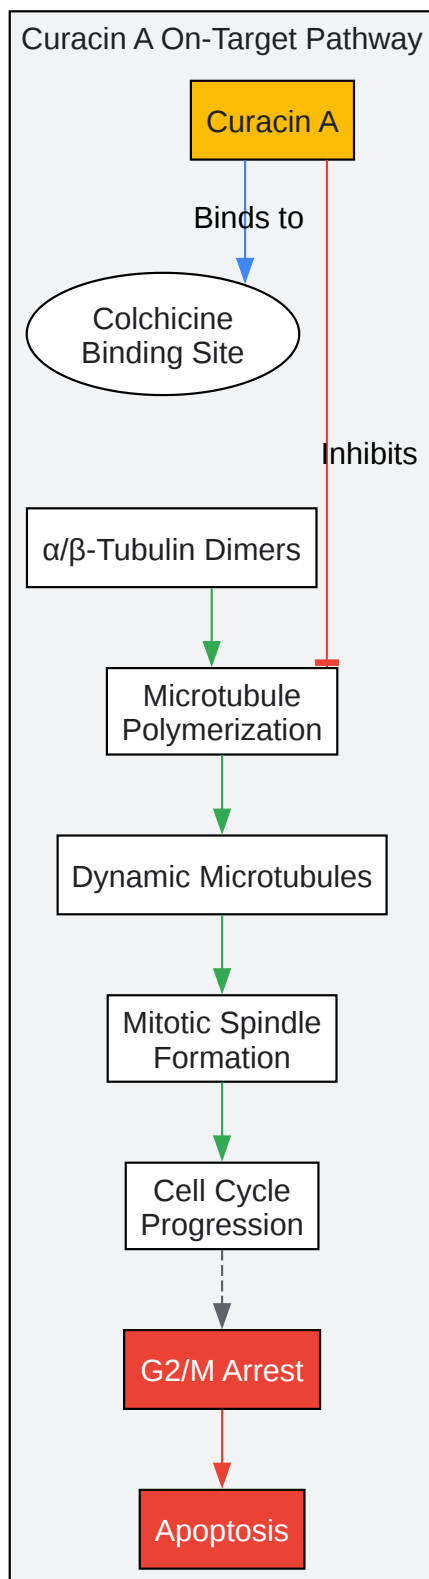 Curacin A On-Target Pathway
Curacin A
Binds to
Colchicine
Binding Site
Inhibits
α/β-Tubulin Dimers
Microtubule
Polymerization
Dynamic Microtubules
Mitotic Spindle
Formation
Cell Cycle
Progression
G2/M Arrest
Apoptosis